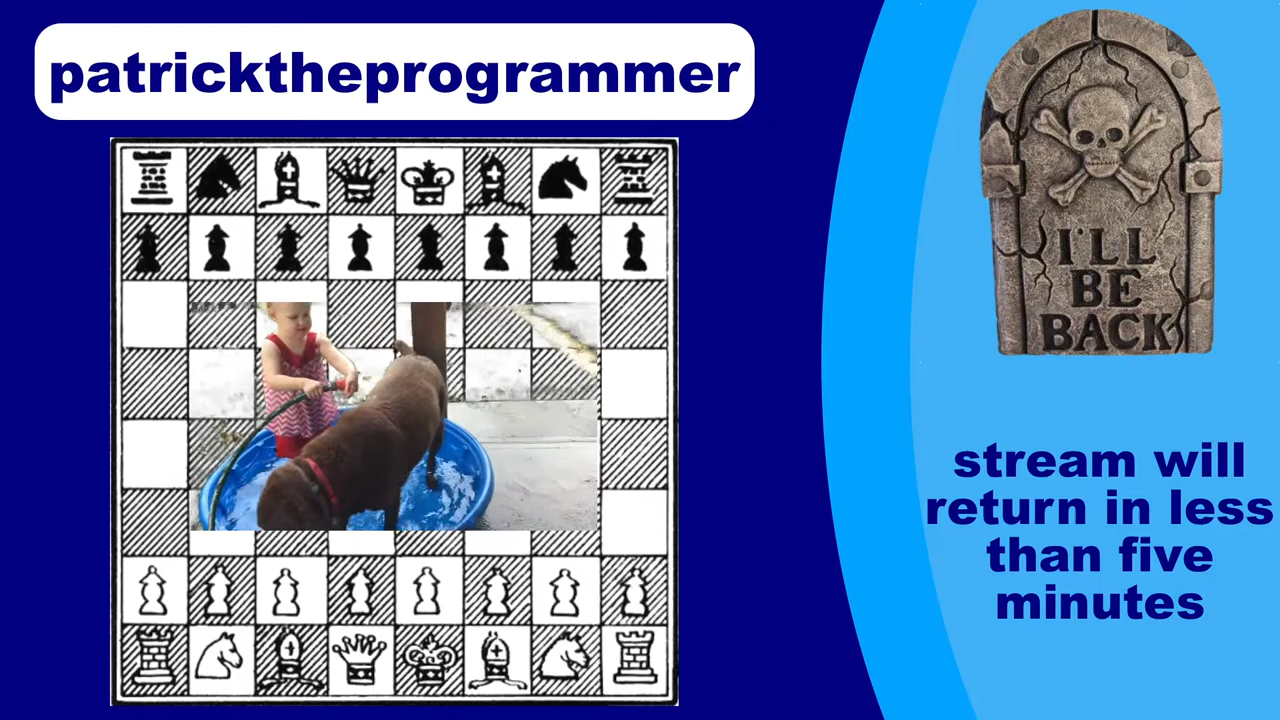 patricktheprogrammer
I'LL
BE
BACK
stream will
return in less
than five
minutes